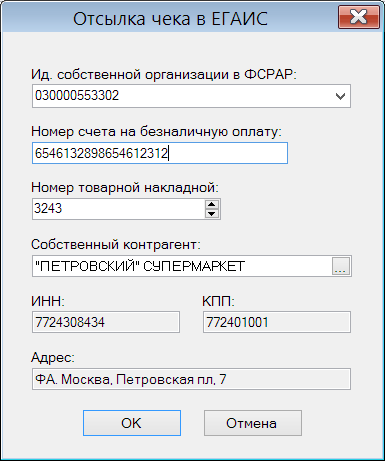 Отсылка чека в ЕГАИС
Ид. собственной организации в ФСРАР:
030000553302
Номер счета на безналичную оплату:
6546132898654612312
Номер товарной накладной:
3243
Собственный контрагент:
"ПЕТРОВСКИЙ" СУПЕРМАРКЕТ
...
ИНН: КПП:
7724308434 772401001
Адрес:
ФА. Москва, Петровская пл, 7
OK Отмена